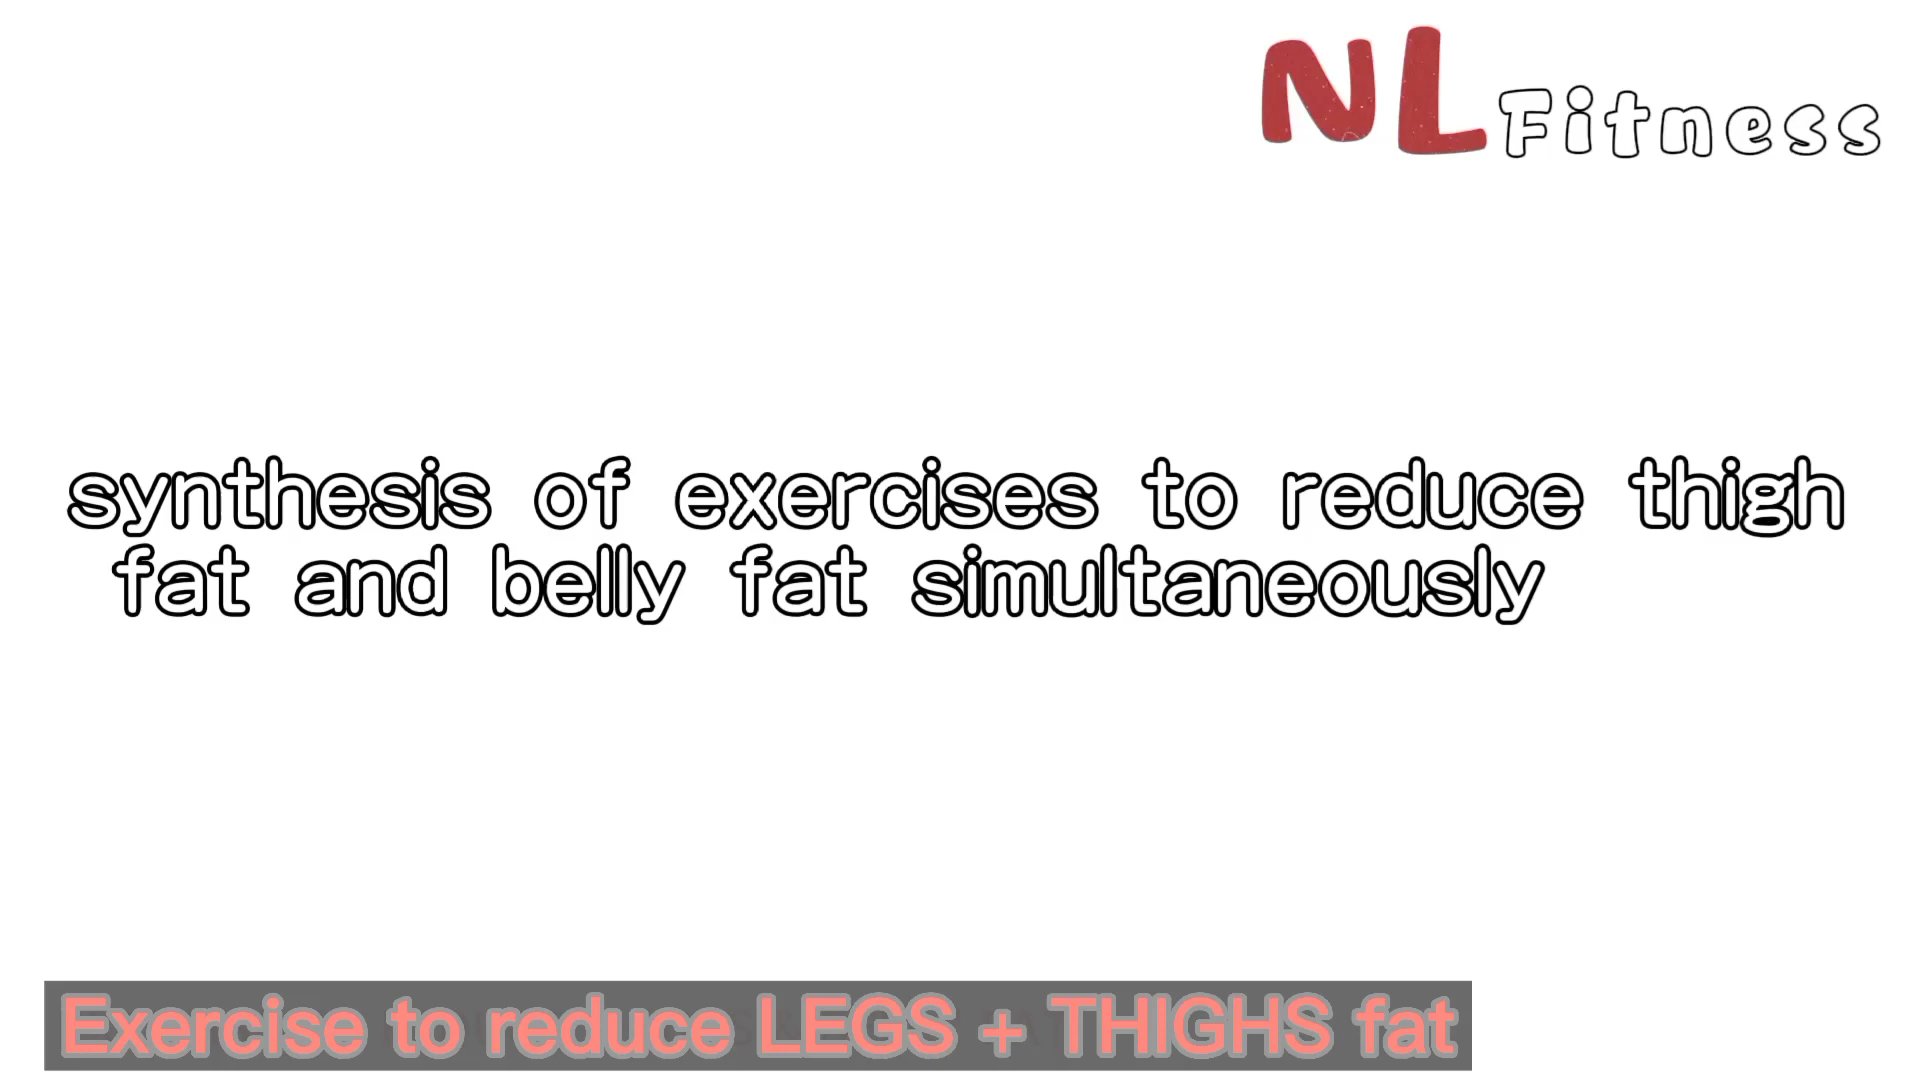 NL Fitness
synthesis of exercises to reduce thigh
fat and belly fat simultaneously
Exercise to reduce LEGS + THIGHS fat